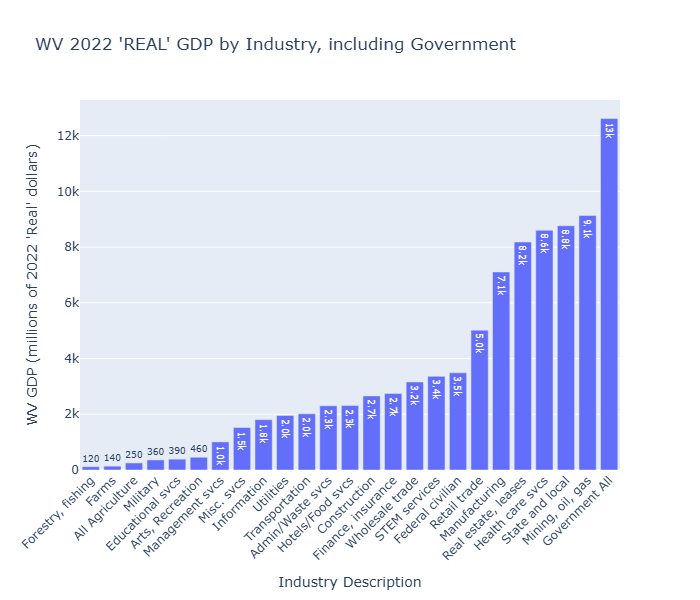 WV 2022 'REAL' GDP by Industry, including Government
WV GDP (millions of 2022 'Real' dollars)
12k
10k
8k
6k
4k
2k
0
120
140
250
360
390
460
1.0k
1.5k
1.8k
2.0k
2.0k
2.3k
2.3k
2.7k
2.7k
3.2k
3.4k
3.5k
5.0k
7.1k
8.2k
8.6k
8.8k
9.1k
13k
Forestry, fishing
Farms
All Agriculture
Military
Educational svcs
Arts, Recreation
Management svcs
Misc. svcs
Information
Utilities
Transportation
Admin/Waste svcs
Hotels/Food svcs
Construction
Finance, insurance
Wholesale trade
STEM services
Federal civilian
Retail trade
Manufacturing
Real estate, leases
Health care svcs
State and local
Mining, oil, gas
Government All
Industry Description